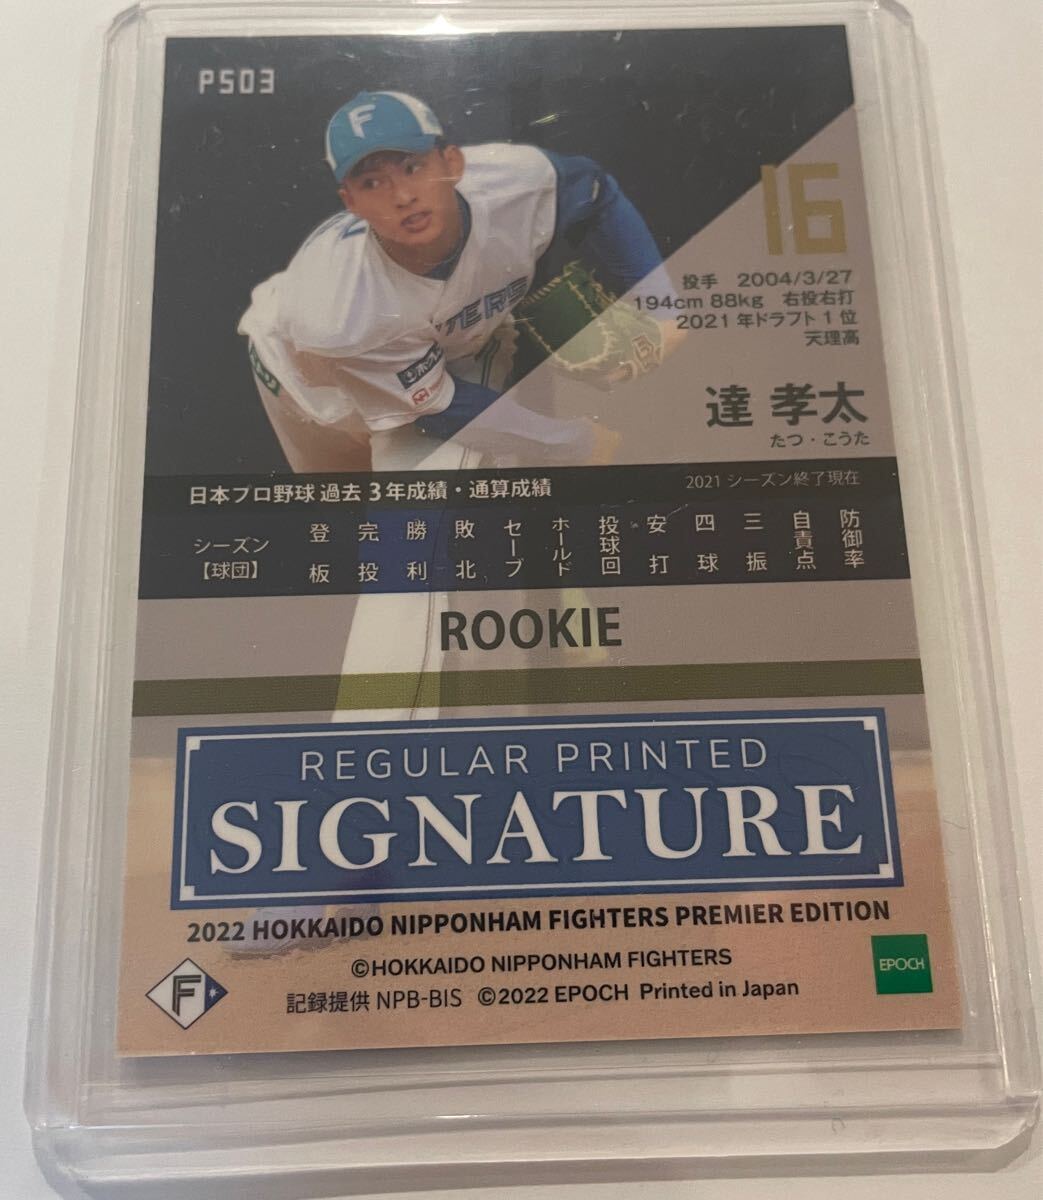 PS03
F
16
投手 2004/3/27
194cm 88kg 右投右打
2021年ドラフト1位
天理高
達 孝太
たつ・こうた
日本プロ野球 過去 3年成績・通算成績
2021 シーズン終了現在
シーズン【球団】 登板 完投 勝利 敗北 セーブ ホールド 投球回 安打 四球 三振 自責点 防御率
ROOKIE
REGULAR PRINTED
SIGNATURE
2022 HOKKAIDO NIPPONHAM FIGHTERS PREMIER EDITION
©HOKKAIDO NIPPONHAM FIGHTERS
記録提供 NPB-BIS ©2022 EPOCH Printed in Japan
F
EPOCH